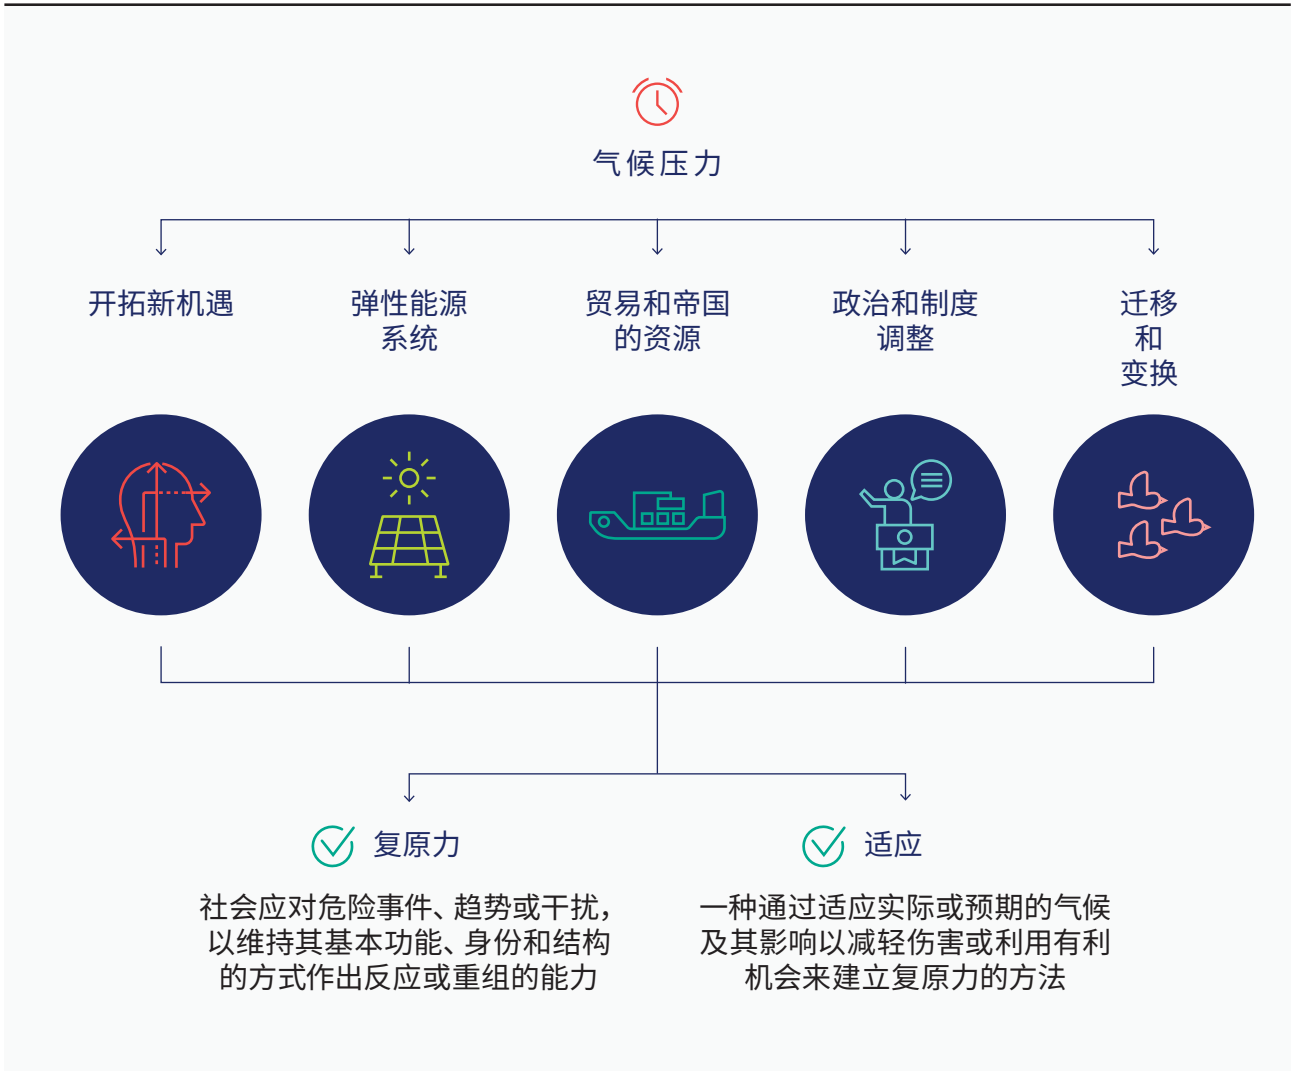 气候压力
开拓新机遇
弹性能源
系统
贸易和帝国
的资源
政治和制度
调整
迁移
和
变换
复原力
社会应对危险事件、趋势或干扰，
以维持其基本功能、身份和结构
的方式作出反应或重组的能力
适应
一种通过适应实际或预期的气候
及其影响以减轻伤害或利用有利
机会来建立复原力的方法